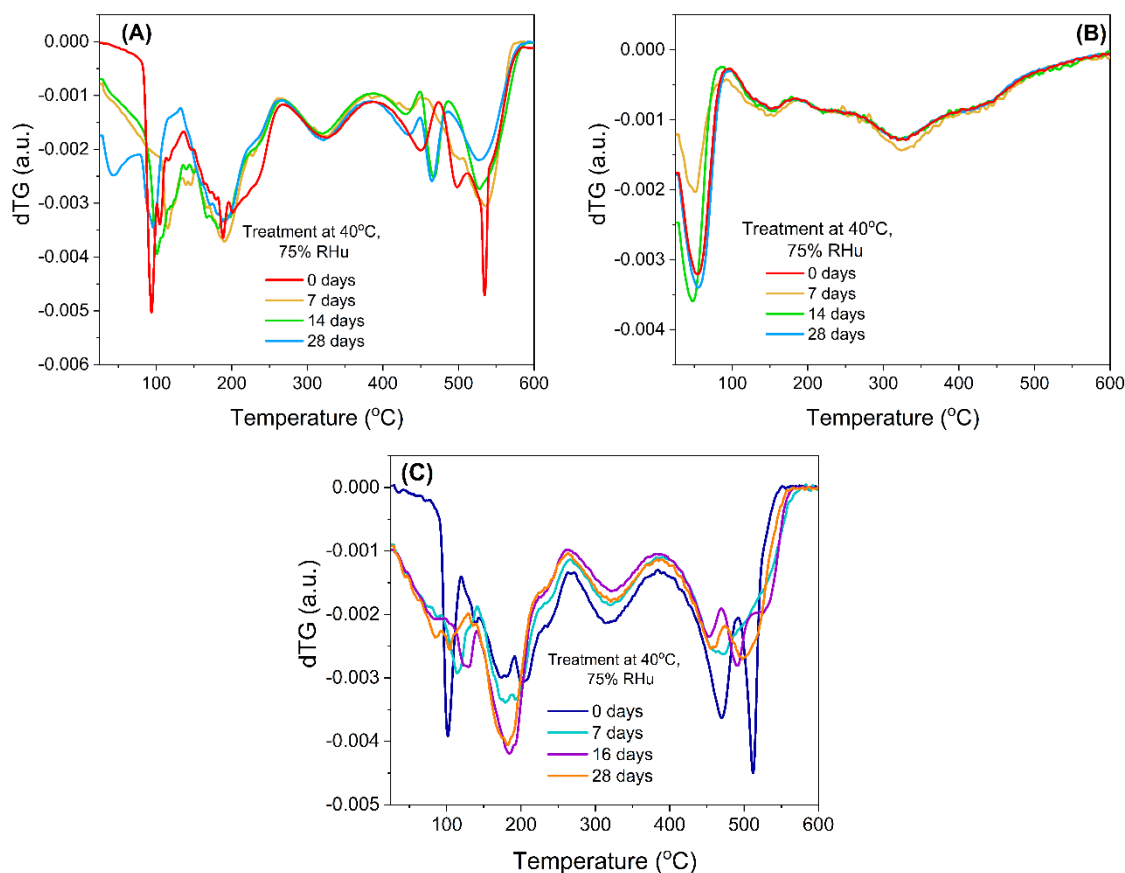 (A)
0.000
-0.001
-0.002
-0.003
-0.004
-0.005
-0.006
dTG (a.u.)
Treatment at 40°C,
75% RHu
0 days
7 days
14 days
28 days
100 200 300 400 500 600
Temperature (°C)
(B)
0.000
-0.001
-0.002
-0.003
-0.004
dTG (a.u.)
Treatment at 40°C,
75% RHu
0 days
7 days
14 days
28 days
100 200 300 400 500 600
Temperature (°C)
(C)
0.000
-0.001
-0.002
-0.003
-0.004
-0.005
dTG (a.u.)
Treatment at 40°C,
75% RHu
0 days
7 days
16 days
28 days
100 200 300 400 500 600
Temperature (°C)